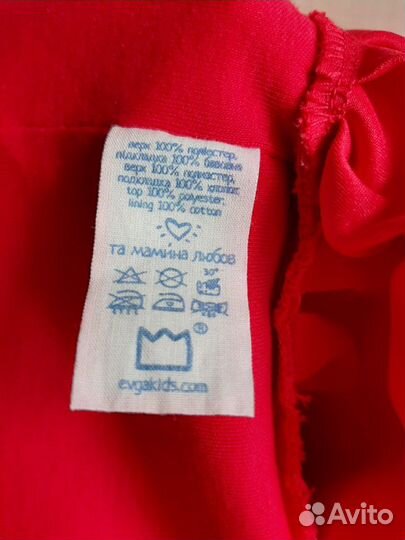 верх 100% поліестер,
підкладка 100% бавовна
верх 100% полиэстер,
подкладка 100% хлопок
top 100% polyester,
lining 100% cotton
та мамина любов
30°
®
evgakids.com
Avito